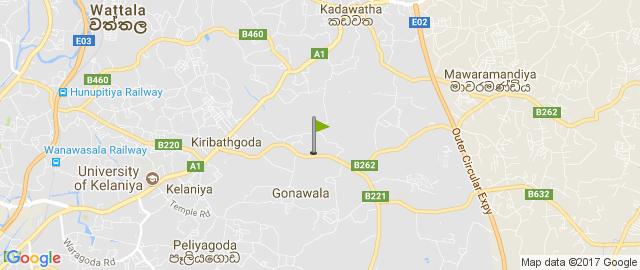 Wattala
වත්තල
Kadawatha
කඩවත
E02
B460
E03
A1
Mawaramandiya
මාවරමණ්ඩිය
B460
Hunupitiya Railway
B262
B220
Kiribathgoda
Wanawasala Railway
A1
B262
University
of Kelaniya
Kelaniya
Gonawala
B221
Outer Circular Expy
B632
Temple Rd
Waragoda Rd
Peliyagoda
පෑලියගොඩ
Google
Map data ©2017 Google